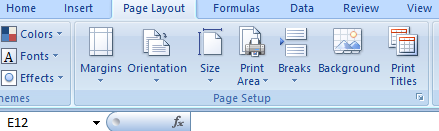 Home Insert Page Layout Formulas Data Review View
Colors
Fonts
Effects
Margins Orientation Size Print Area Breaks Background Print Titles
hemes Page Setup
E12 fx